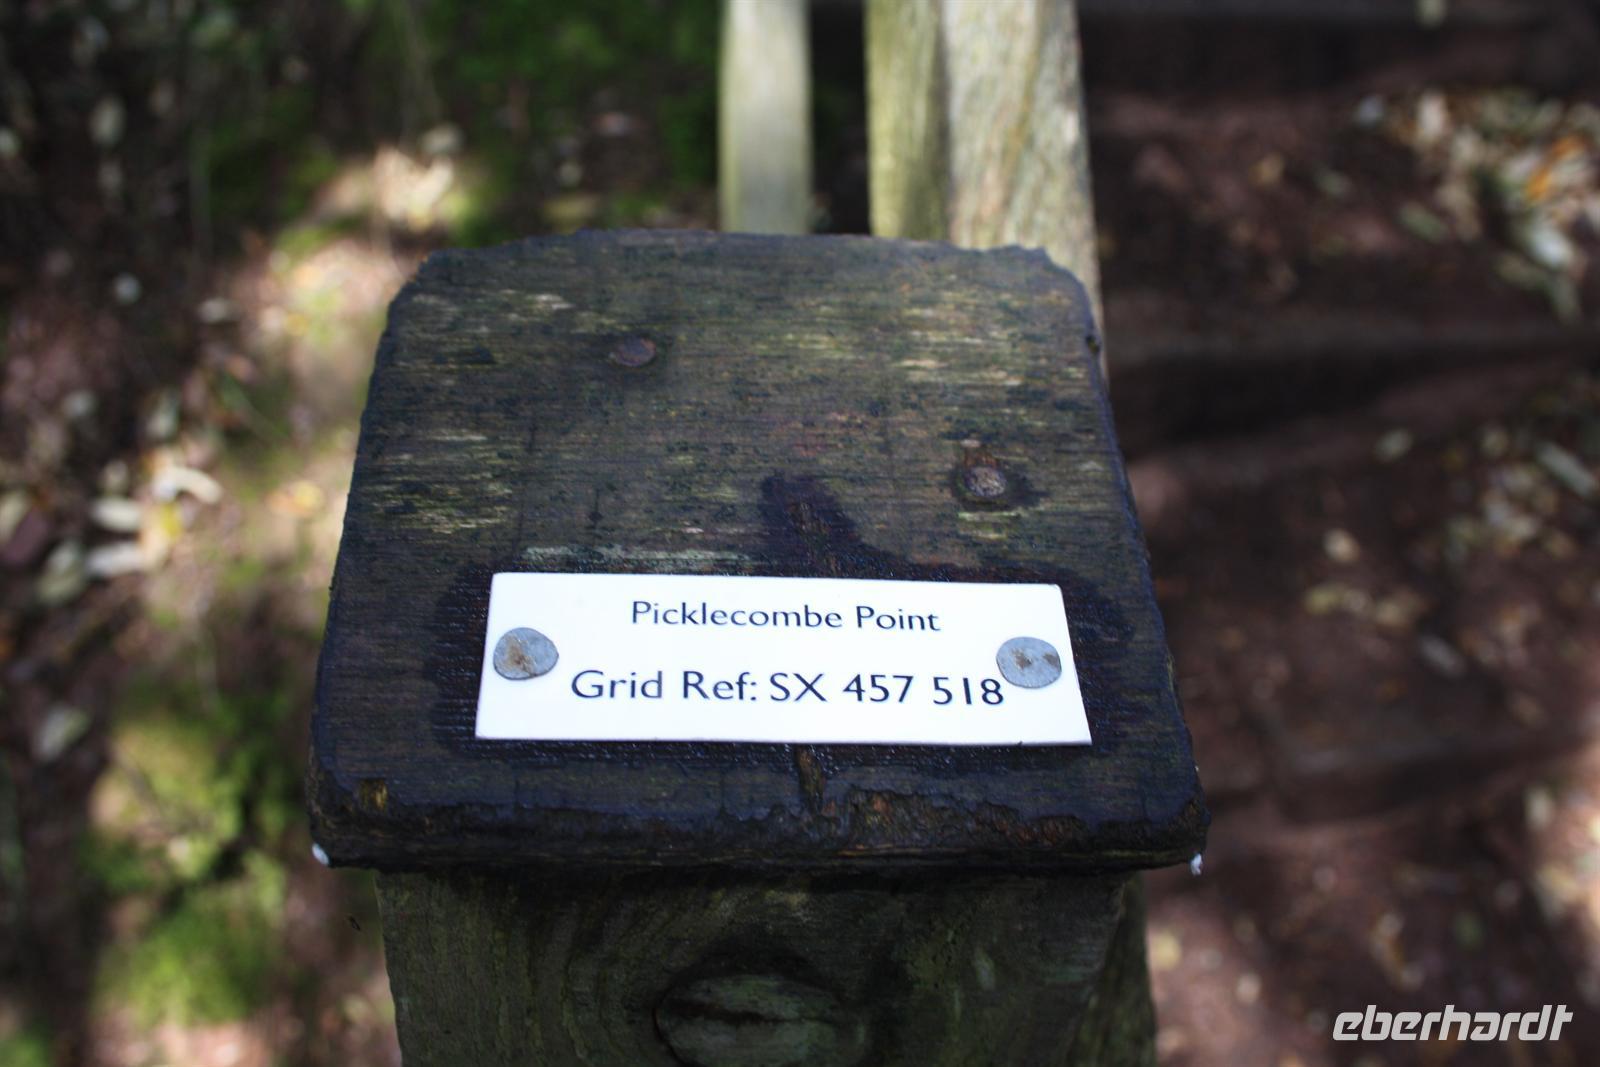 Picklecombe Point
Grid Ref: SX 457 518
eberhardt